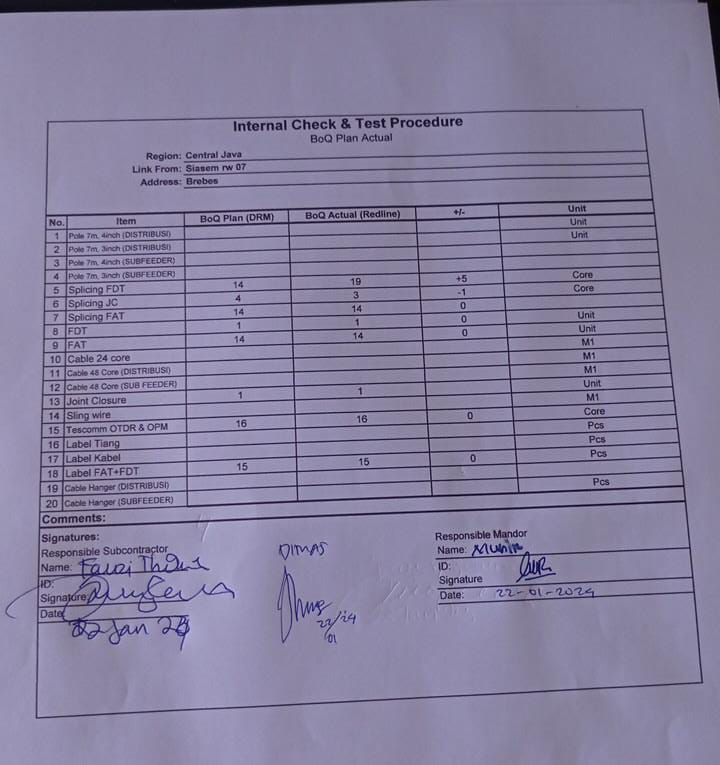 Internal Check & Test Procedure
BoQ Plan Actual
Region: Central Java
Link From: Siasem rw 07
Address: Brebes
No. Item BoQ Plan (DRM) BoQ Actual (Redline) +/- Unit
Unit
1 Pole 7m, 4inch (DISTRIBUSI) Unit
2 Pole 7m, 3inch (DISTRIBUSI)
3 Pole 7m, 4inch (SUBFEEDER)
4 Pole 7m, 3inch (SUBFEEDER)
5 Splicing FDT 14 19 +5 Core
6 Splicing JC 4 3 -1 Core
7 Splicing FAT 14 14 0
8 FDT 1 1 0 Unit
9 FAT 14 14 0 Unit
10 Cable 24 core M1
11 Cable 48 Core (DISTRIBUSI) M1
12 Cable 48 Core (SUB FEEDER) M1
13 Joint Closure 1 1 Unit
14 Sling wire M1
15 Tescomm OTDR & OPM 16 16 0 Core
16 Label Tiang Pcs
17 Label Kabel Pcs
18 Label FAT+FDT 15 15 0 Pcs
19 Cable Hanger (DISTRIBUSI)
20 Cable Hanger (SUBFEEDER) Pcs
Comments:
Signatures:
Responsible Subcontractor
Name:
ID:
Signature:
Date
22 Jan 24
DIMAS
22/24
01
Responsible Mandor
Name: Munir
ID:
Signature
Date: 22-01-2024